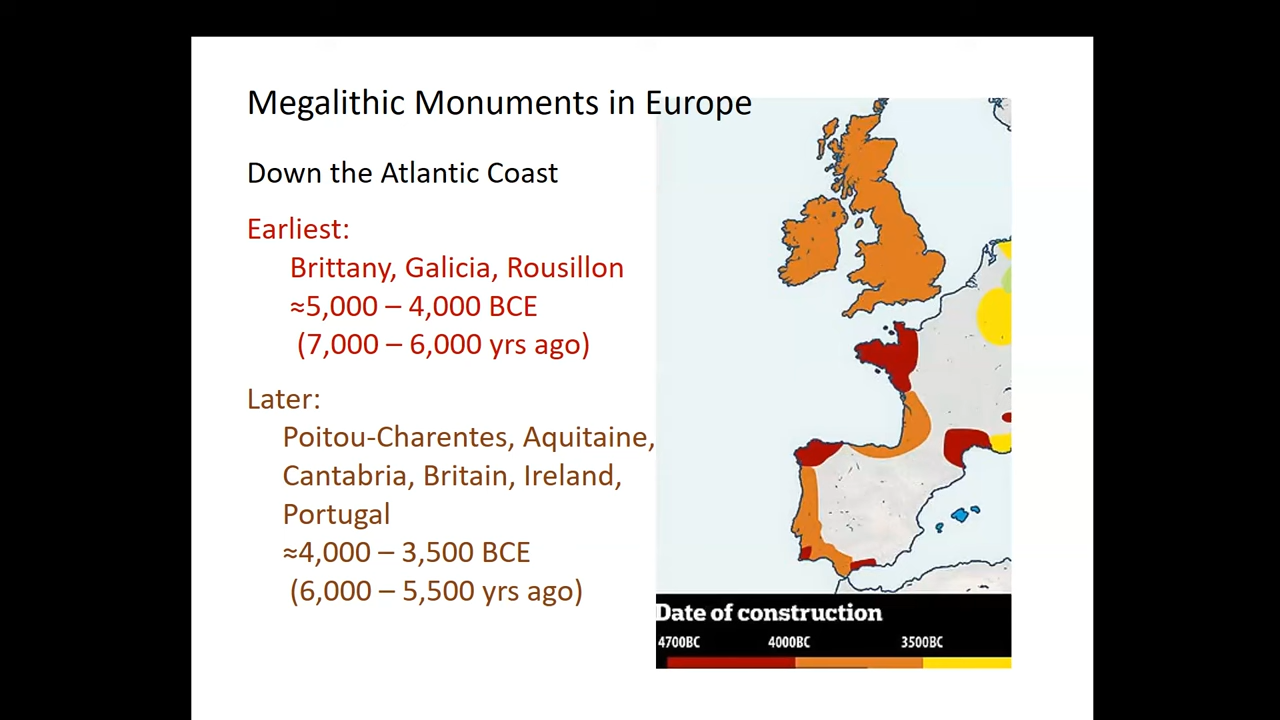 Megalithic Monuments in Europe
Down the Atlantic Coast
Earliest:
Brittany, Galicia, Rousillon
≈5,000 – 4,000 BCE
(7,000 – 6,000 yrs ago)
Later:
Poitou-Charentes, Aquitaine,
Cantabria, Britain, Ireland,
Portugal
≈4,000 – 3,500 BCE
(6,000 – 5,500 yrs ago)
Date of construction
4700BC 4000BC 3500BC